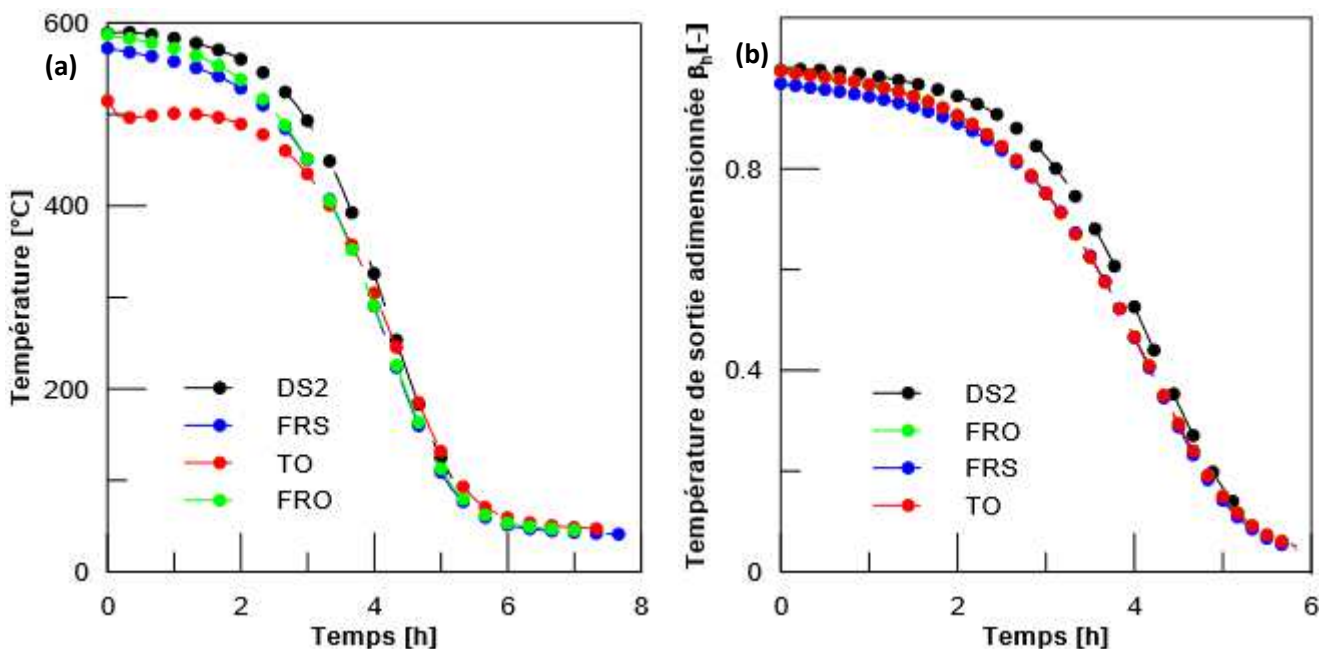 (a)
Température [°C]
600
400
200
0
DS2
FRS
TO
FRO
0 2 4 6 8
Temps [h]
(b)
Température de sortie adimensionnée βh[-]
0.8
0.4
0
DS2
FRO
FRS
TO
0 2 4 6
Temps [h]